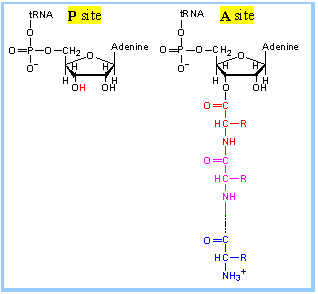 P site
A site
tRNA
tRNA
O
O
O=P-O-CH2 O Adenine
O=P-O-CH2 O Adenine
O-
O-
H H H H
H H H H
OH OH
O OH
O=C
HC-R
NH
O=C
HC-R
NH
O=C
HC-R
NH3+